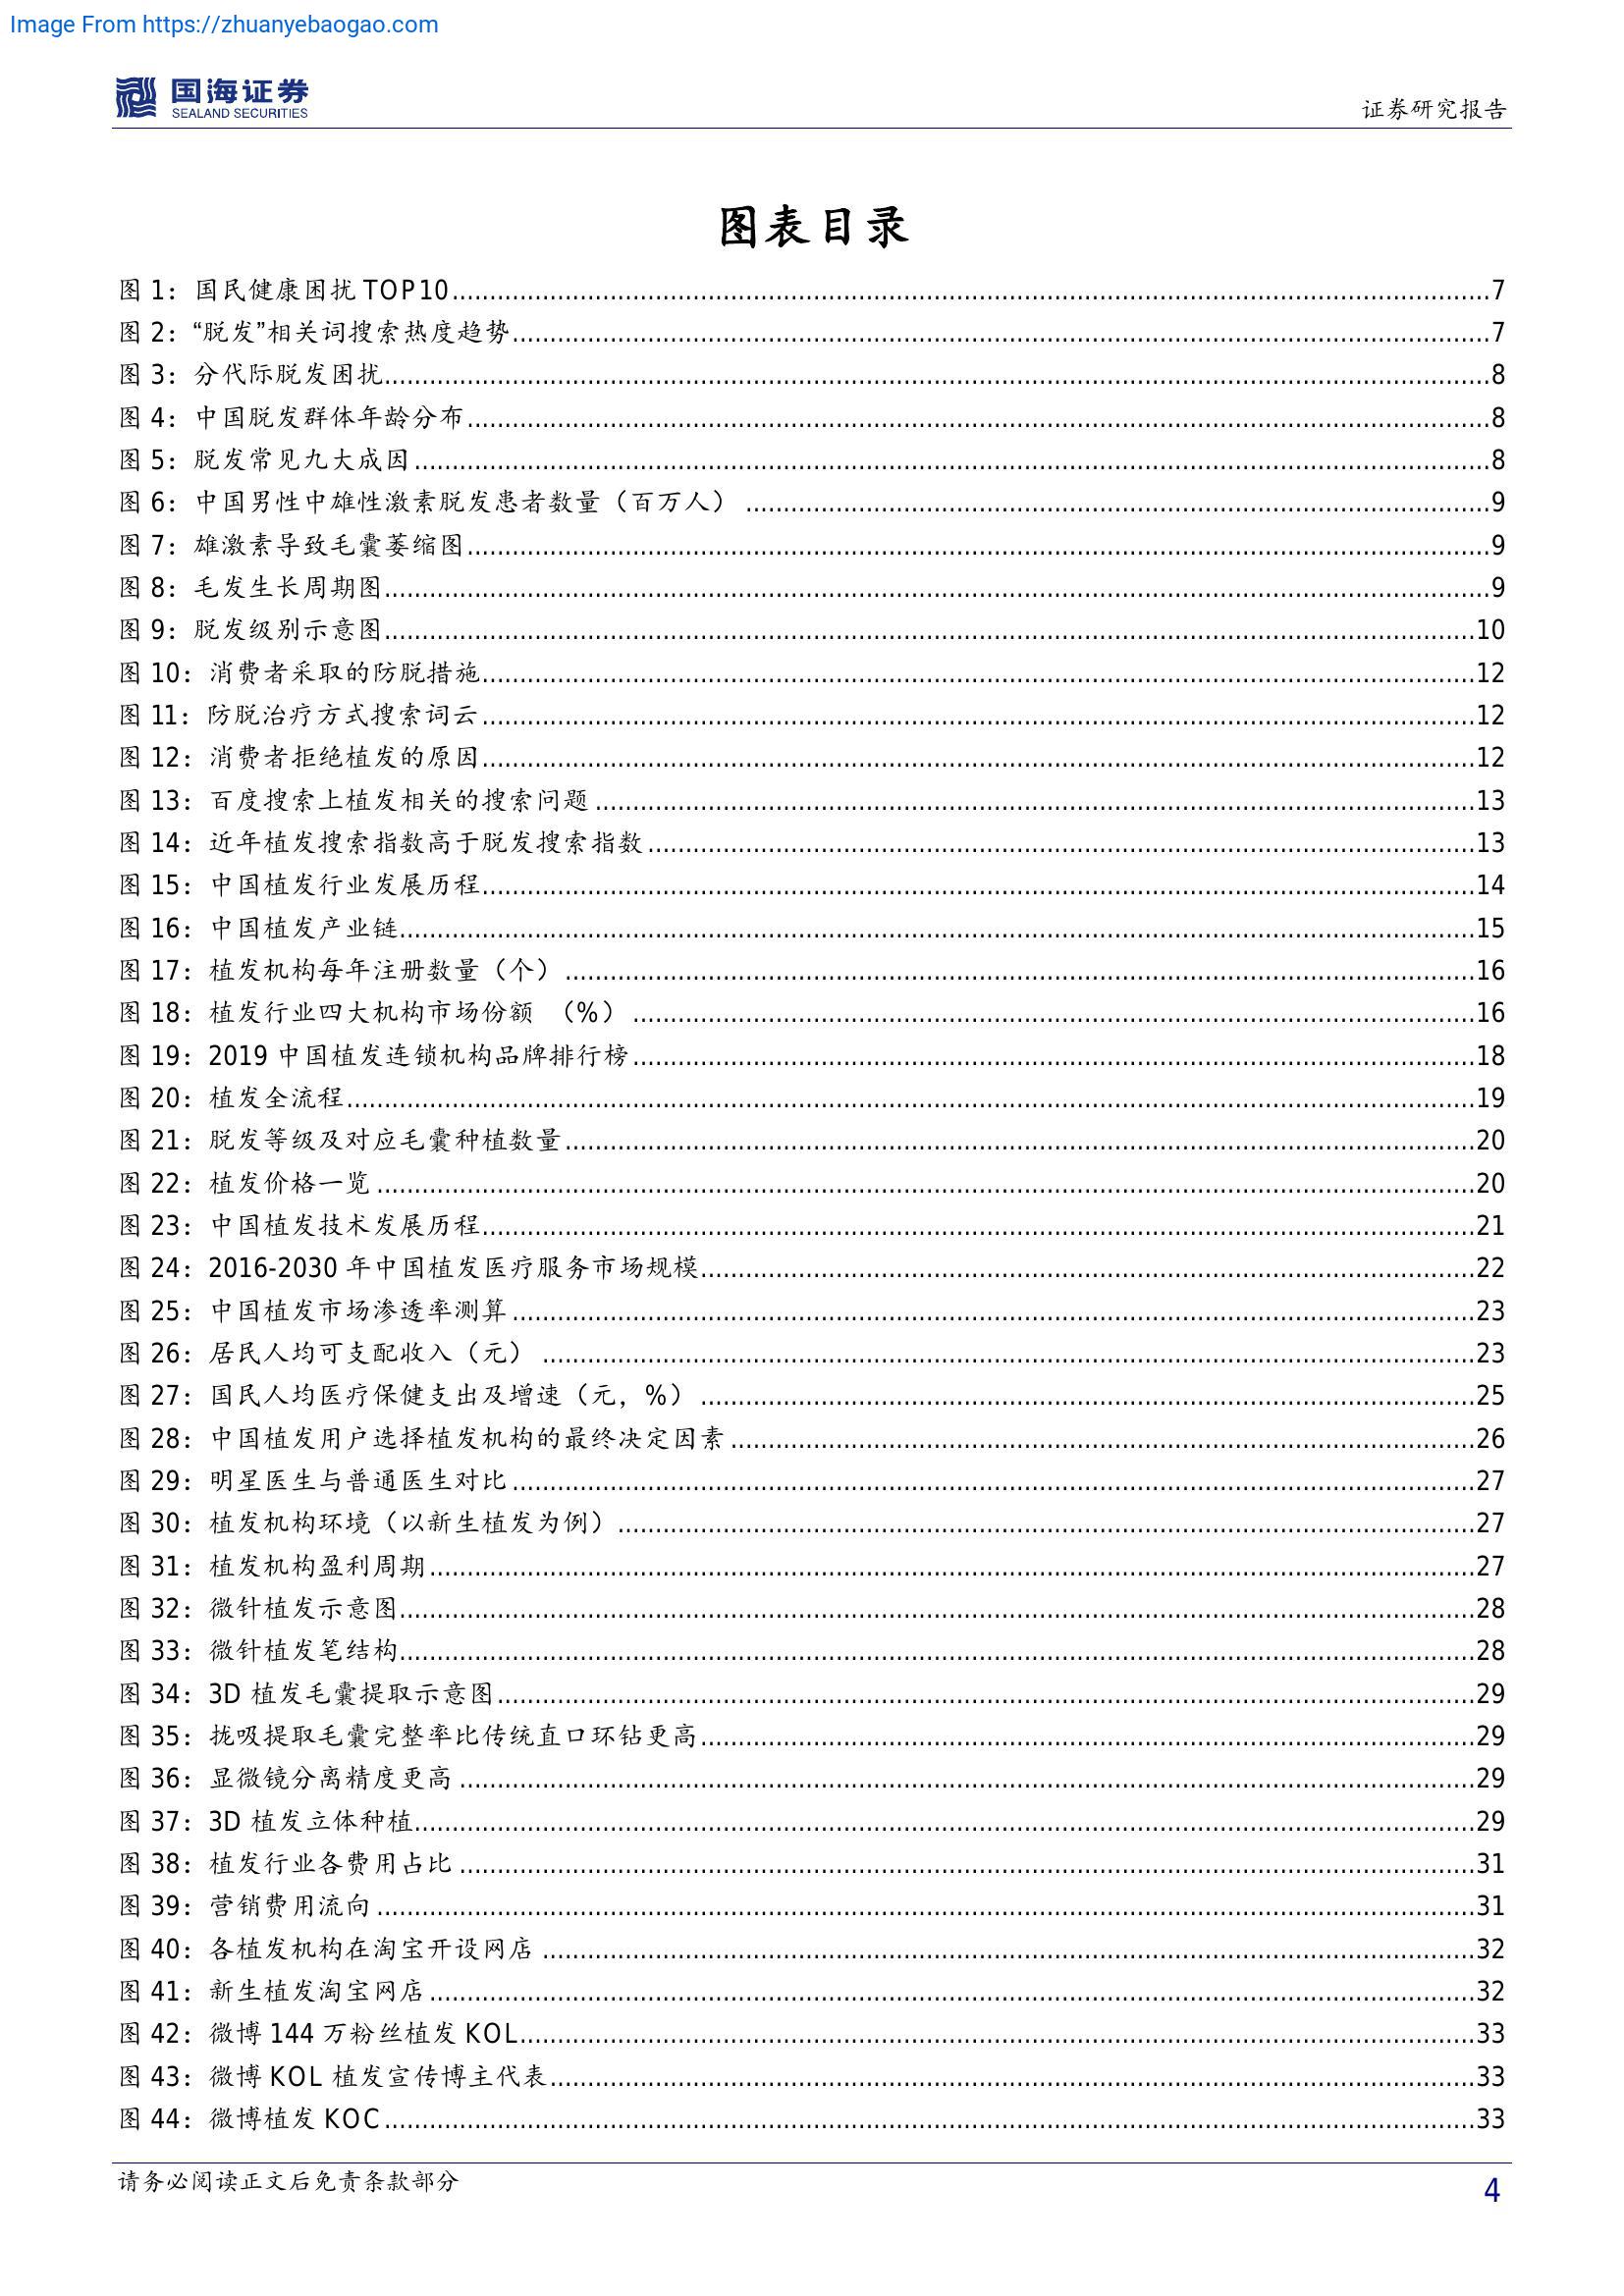 Image From https://zhuanyebaogao.com
国海证券
SEALAND SECURITIES
证券研究报告
图表目录
图 1：国民健康困扰 TOP10 7
图 2：“脱发”相关词搜索热度趋势 7
图 3：分代际脱发困扰 8
图 4：中国脱发群体年龄分布 8
图 5：脱发常见九大成因 8
图 6：中国男性中雄性激素脱发患者数量（百万人） 9
图 7：雄激素导致毛囊萎缩图 9
图 8：毛发生长周期图 9
图 9：脱发级别示意图 10
图 10：消费者采取的防脱措施 12
图 11：防脱治疗方式搜索词云 12
图 12：消费者拒绝植发的原因 12
图 13：百度搜索上植发相关的搜索问题 13
图 14：近年植发搜索指数高于脱发搜索指数 13
图 15：中国植发行业发展历程 14
图 16：中国植发产业链 15
图 17：植发机构每年注册数量（个） 16
图 18：植发行业四大机构市场份额 （%） 16
图 19：2019 中国植发连锁机构品牌排行榜 18
图 20：植发全流程 19
图 21：脱发等级及对应毛囊种植数量 20
图 22：植发价格一览 20
图 23：中国植发技术发展历程 21
图 24：2016-2030 年中国植发医疗服务市场规模 22
图 25：中国植发市场渗透率测算 23
图 26：居民人均可支配收入（元） 23
图 27：国民人均医疗保健支出及增速（元，%） 25
图 28：中国植发用户选择植发机构的最终决定因素 26
图 29：明星医生与普通医生对比 27
图 30：植发机构环境（以新生植发为例） 27
图 31：植发机构盈利周期 27
图 32：微针植发示意图 28
图 33：微针植发笔结构 28
图 34：3D 植发毛囊提取示意图 29
图 35：拢吸提取毛囊完整率比传统直口环钻更高 29
图 36：显微镜分离精度更高 29
图 37：3D 植发立体种植 29
图 38：植发行业各费用占比 31
图 39：营销费用流向 31
图 40：各植发机构在淘宝开设网店 32
图 41：新生植发淘宝网店 32
图 42：微博 144 万粉丝植发 KOL 33
图 43：微博 KOL 植发宣传博主代表 33
图 44：微博植发 KOC 33
请务必阅读正文后免责条款部分
4